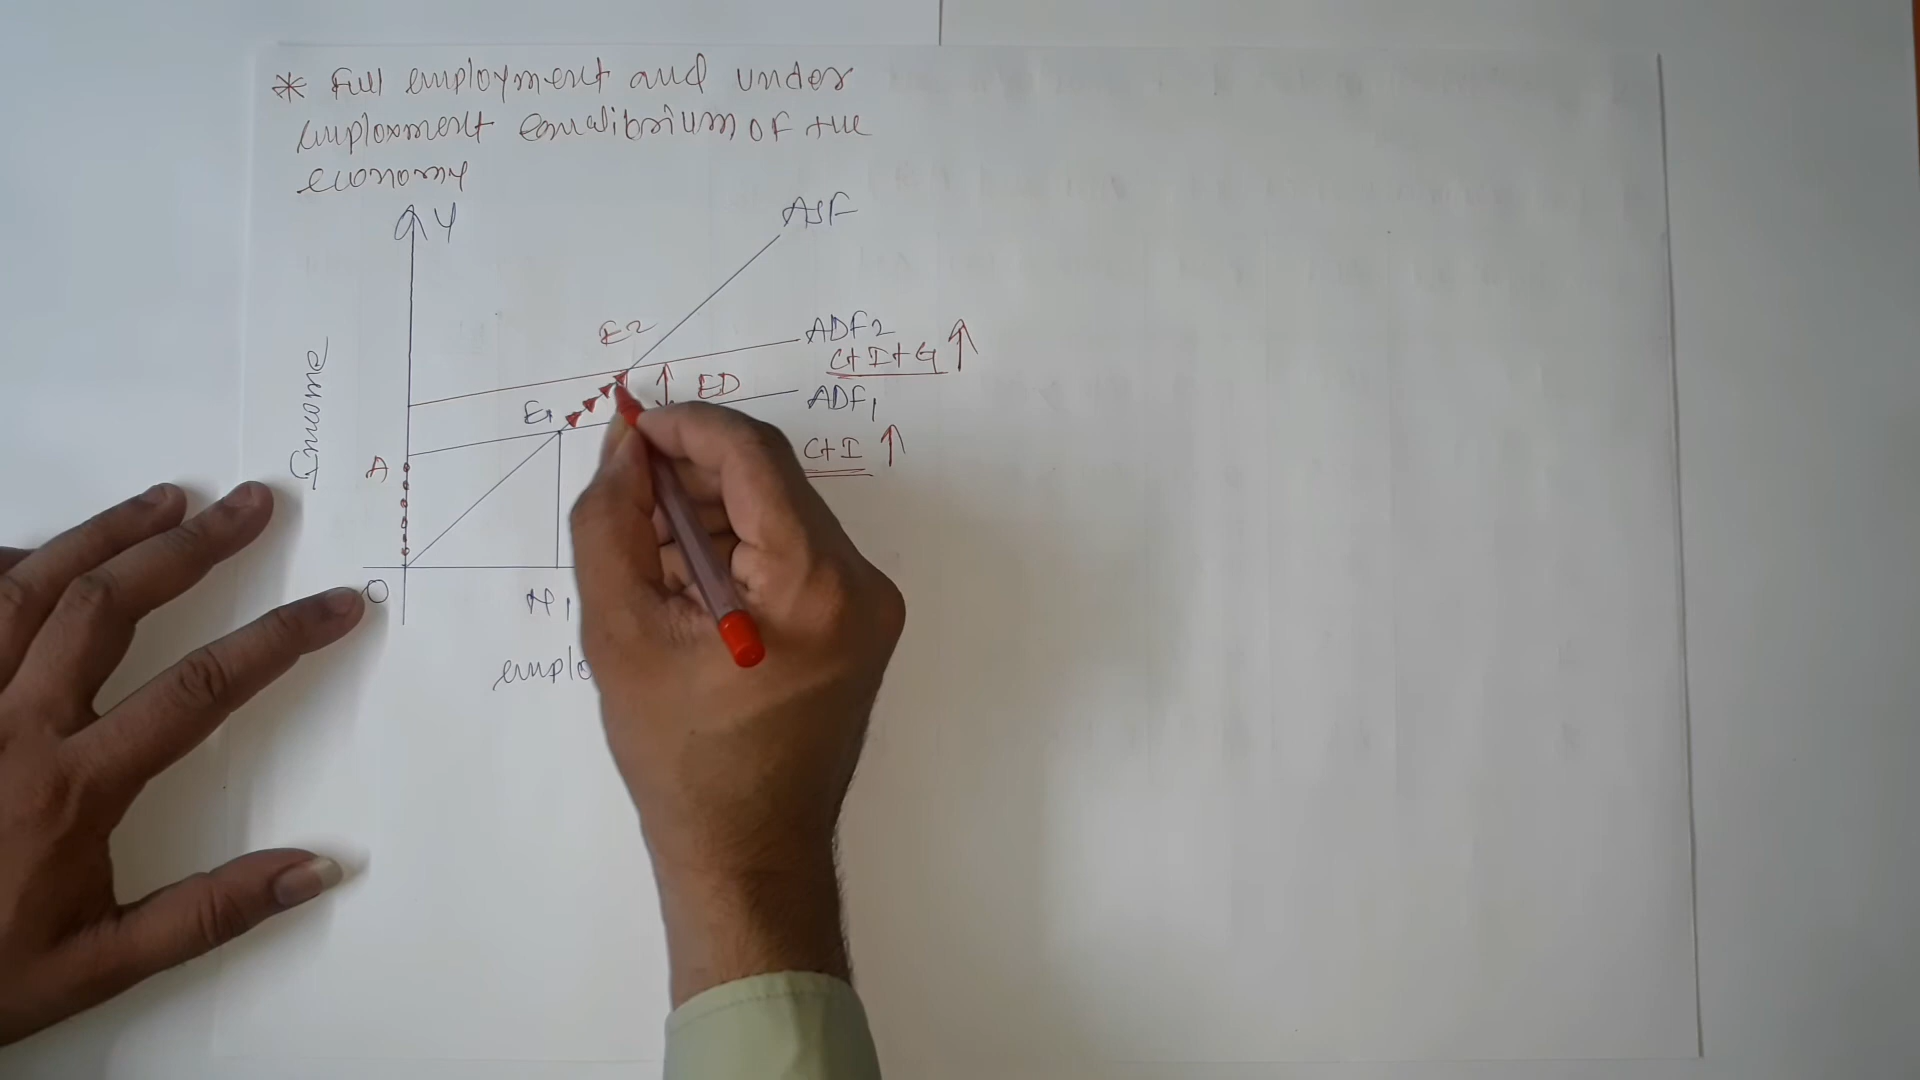 * Full employment and under
employment equilibrium of the
economy
Y
ASF
E2
ADF2
C+I+G
ED
ADF1
E1
Income
C+I
A
O
N1
emplo